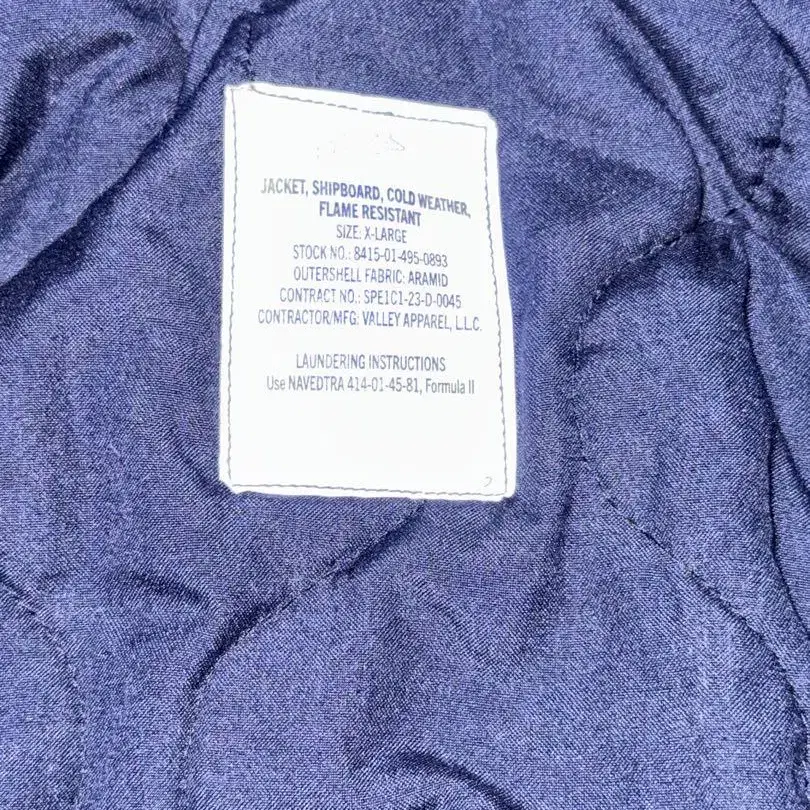 JACKET, SHIPBOARD, COLD WEATHER,
FLAME RESISTANT
SIZE: X-LARGE
STOCK NO.: 8415-01-495-0893
OUTERSHELL FABRIC: ARAMID
CONTRACT NO.: SPE1C1-23-D-0045
CONTRACTOR/MFG: VALLEY APPAREL, L.L.C.
LAUNDERING INSTRUCTIONS
Use NAVEDTRA 414-01-45-81, Formula II